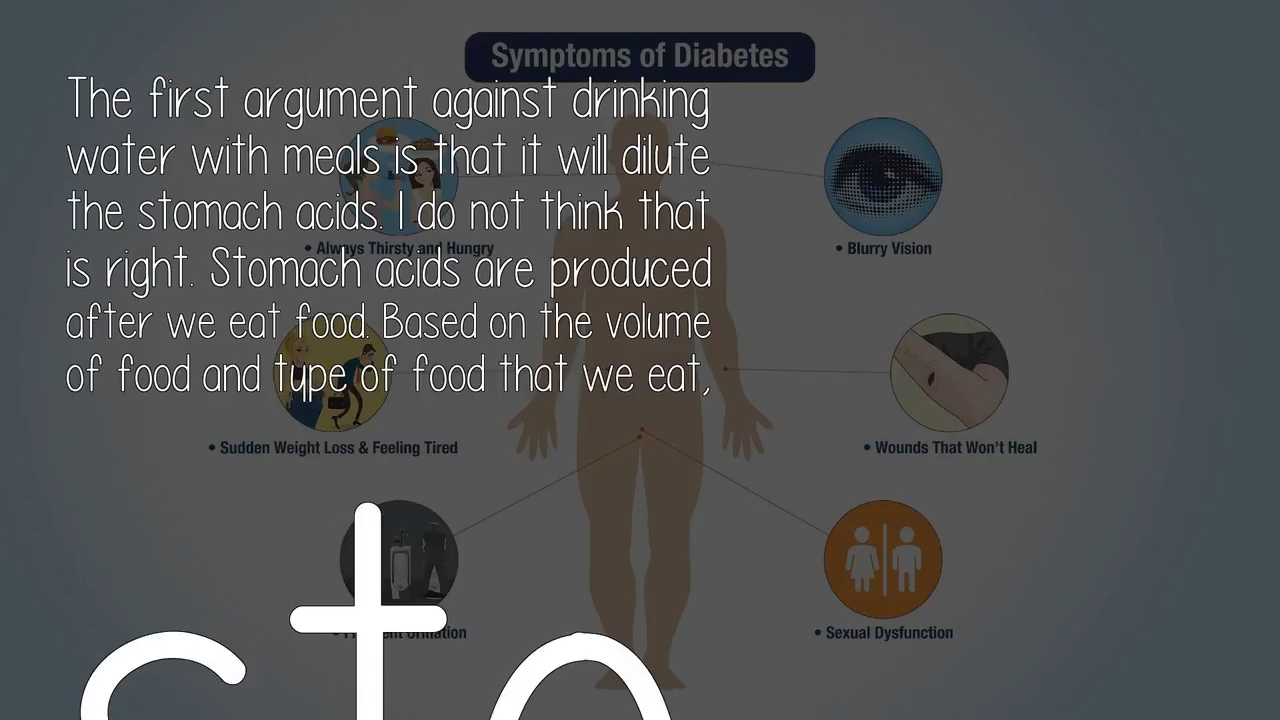 Symptoms of Diabetes
The first argument against drinking
water with meals is that it will dilute
the stomach acids. I do not think that
is right. Stomach acids are produced
after we eat food. Based on the volume
of food and type of food that we eat,
• Always Thirsty and Hungry
• Blurry Vision
• Sudden Weight Loss & Feeling Tired
• Wounds That Won't Heal
Urination
• Sexual Dysfunction